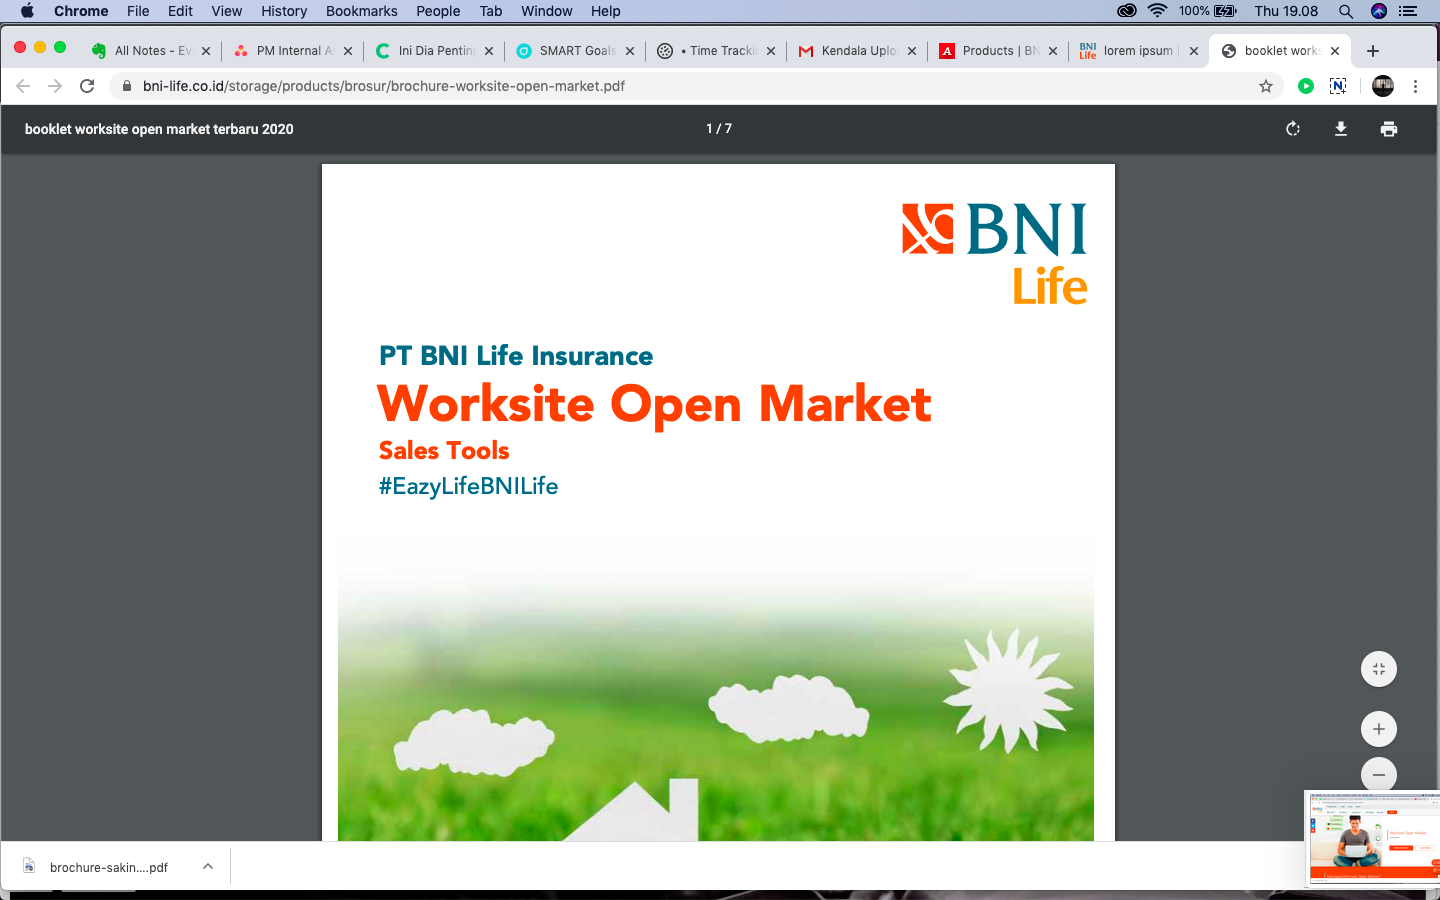 Chrome File Edit View History Bookmarks People Tab Window Help 100% Thu 19.08
All Notes - Ev PM Internal A Ini Dia Penting SMART Goals • Time Tracki Kendala Uplo Products | BN lorem ipsum | booklet works
bni-life.co.id/storage/products/brosur/brochure-worksite-open-market.pdf
booklet worksite open market terbaru 2020 1 / 7
BNI
Life
PT BNI Life Insurance
Worksite Open Market
Sales Tools
#EazyLifeBNILife
brochure-sakin....pdf